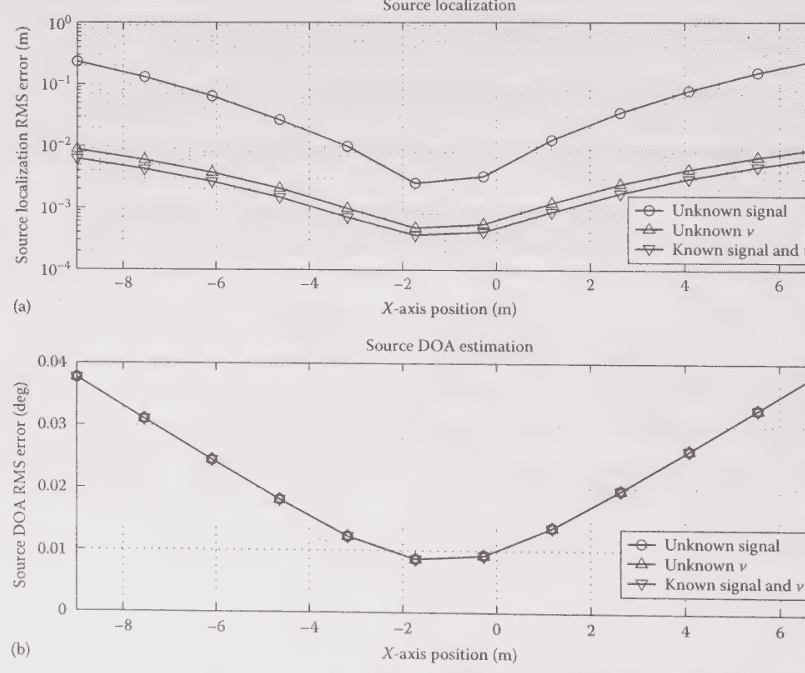 Source localization
Source localization RMS error (m)
10⁰
10⁻¹
10⁻²
10⁻³
10⁻⁴
Unknown signal
Unknown ν
Known signal and
−8
−6
−4
−2
0
2
4
6
(a)
X-axis position (m)
Source DOA estimation
Source DOA RMS error (deg)
0.04
0.03
0.02
0.01
0
Unknown signal
Unknown ν
Known signal and ν
−8
−6
−4
−2
0
2
4
6
(b)
X-axis position (m)